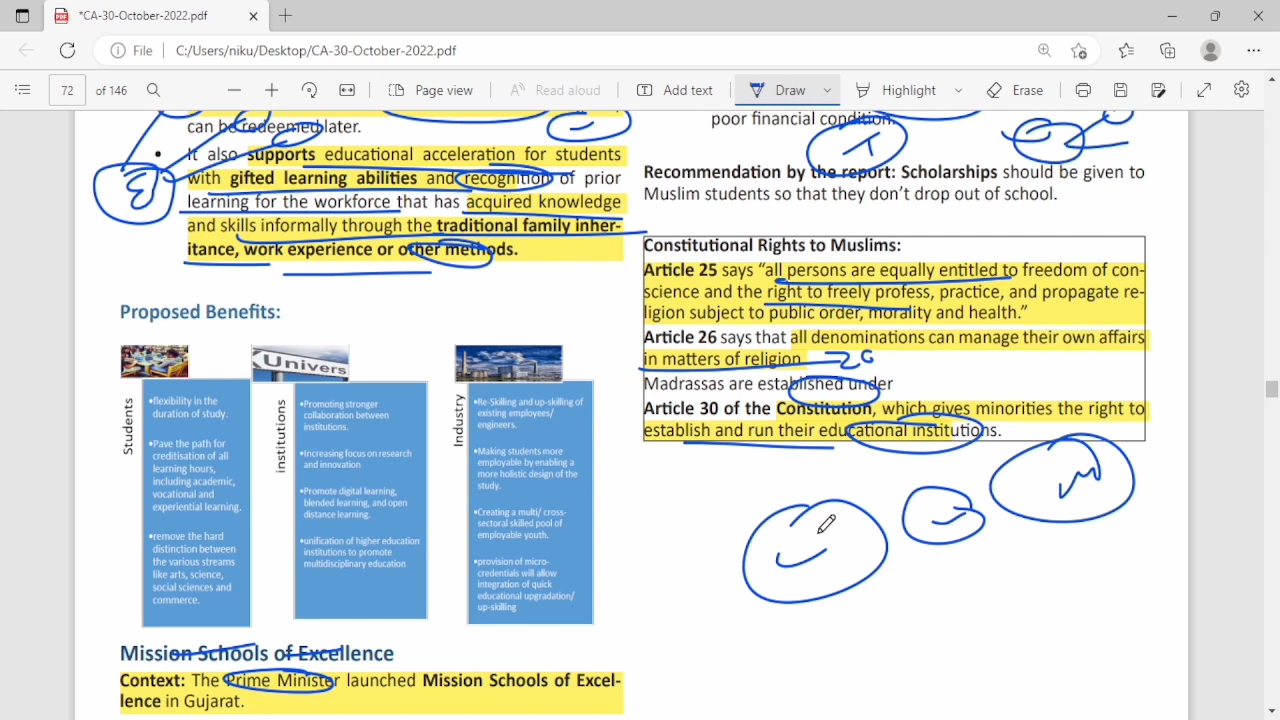 *CA-30-October-2022.pdf
File
C:/Users/niku/Desktop/CA-30-October-2022.pdf
72
of 146
Page view
Read aloud
Add text
Draw
Highlight
Erase
can be redeemed later.
• It also supports educational acceleration for students
with gifted learning abilities and recognition of prior
learning for the workforce that has acquired knowledge
and skills informally through the traditional family inher-
itance, work experience or other methods.
Proposed Benefits:
Students
•flexibility in the
duration of study.
•Pave the path for
creditisation of all
learning hours,
including academic,
vocational and
experiential learning.
•remove the hard
distinction between
the various streams
like arts, science,
social sciences and
commerce.
Univers
institutions
•Promoting stronger
collaboration between
institutions.
•Increasing focus on research
and innovation
•Promote digital learning,
blended learning, and open
distance learning.
•unification of higher education
institutions to promote
multidisciplinary education
Industry
•Re-Skilling and up-skilling of
existing employees/
engineers.
•Making students more
employable by enabling a
more holistic design of the
study.
•Creating a multi/ cross-
sectoral skilled pool of
employable youth.
•provision of micro-
credentials will allow
integration of quick
educational upgradation/
up-skilling
Mission Schools of Excellence
Context: The Prime Minister launched Mission Schools of Excel-
lence in Gujarat.
poor financial condition.
Recommendation by the report: Scholarships should be given to
Muslim students so that they don’t drop out of school.
Constitutional Rights to Muslims:
Article 25 says “all persons are equally entitled to freedom of con-
science and the right to freely profess, practice, and propagate re-
ligion subject to public order, morality and health.”
Article 26 says that all denominations can manage their own affairs
in matters of religion
Madrassas are established under
Article 30 of the Constitution, which gives minorities the right to
establish and run their educational institutions.